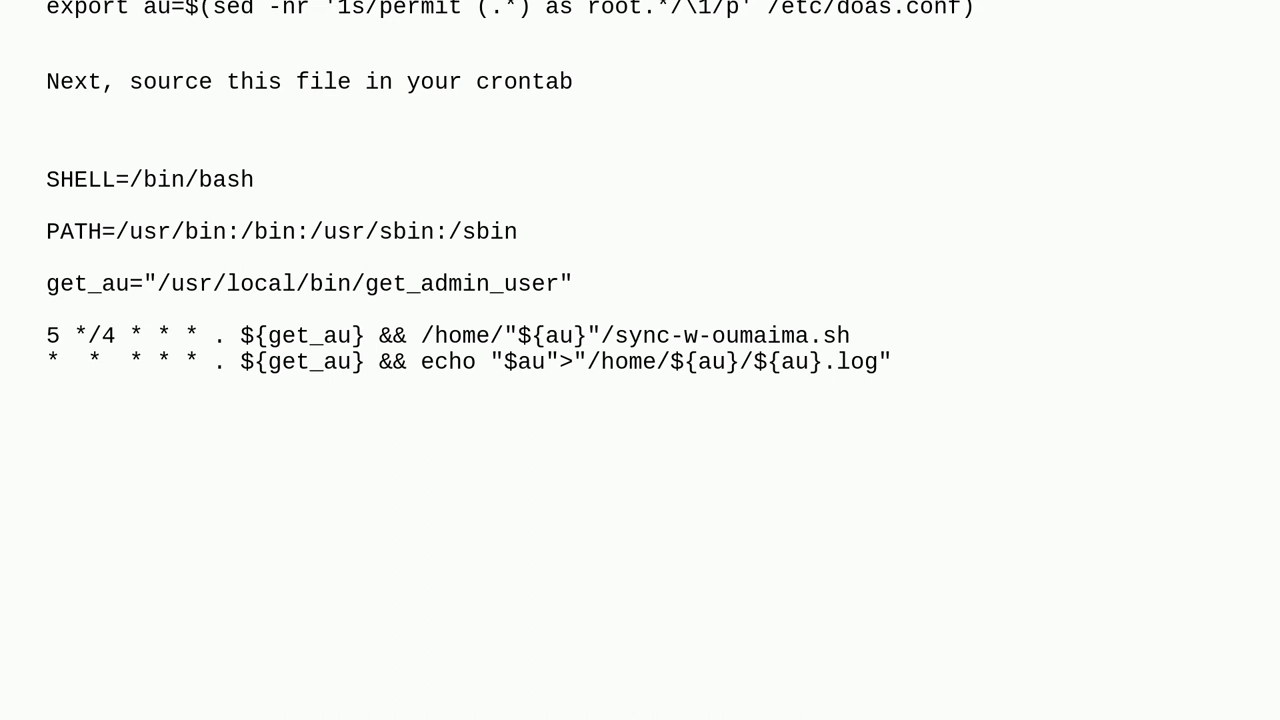 export au=$(sed -nr '1s/permit (.*) as root.*/\1/p' /etc/doas.conf)
Next, source this file in your crontab
SHELL=/bin/bash
PATH=/usr/bin:/bin:/usr/sbin:/sbin
get_au="/usr/local/bin/get_admin_user"
5 */4 * * * . ${get_au} && /home/"${au}"/sync-w-oumaima.sh
*  *  * * * . ${get_au} && echo "$au">"/home/${au}/${au}.log"